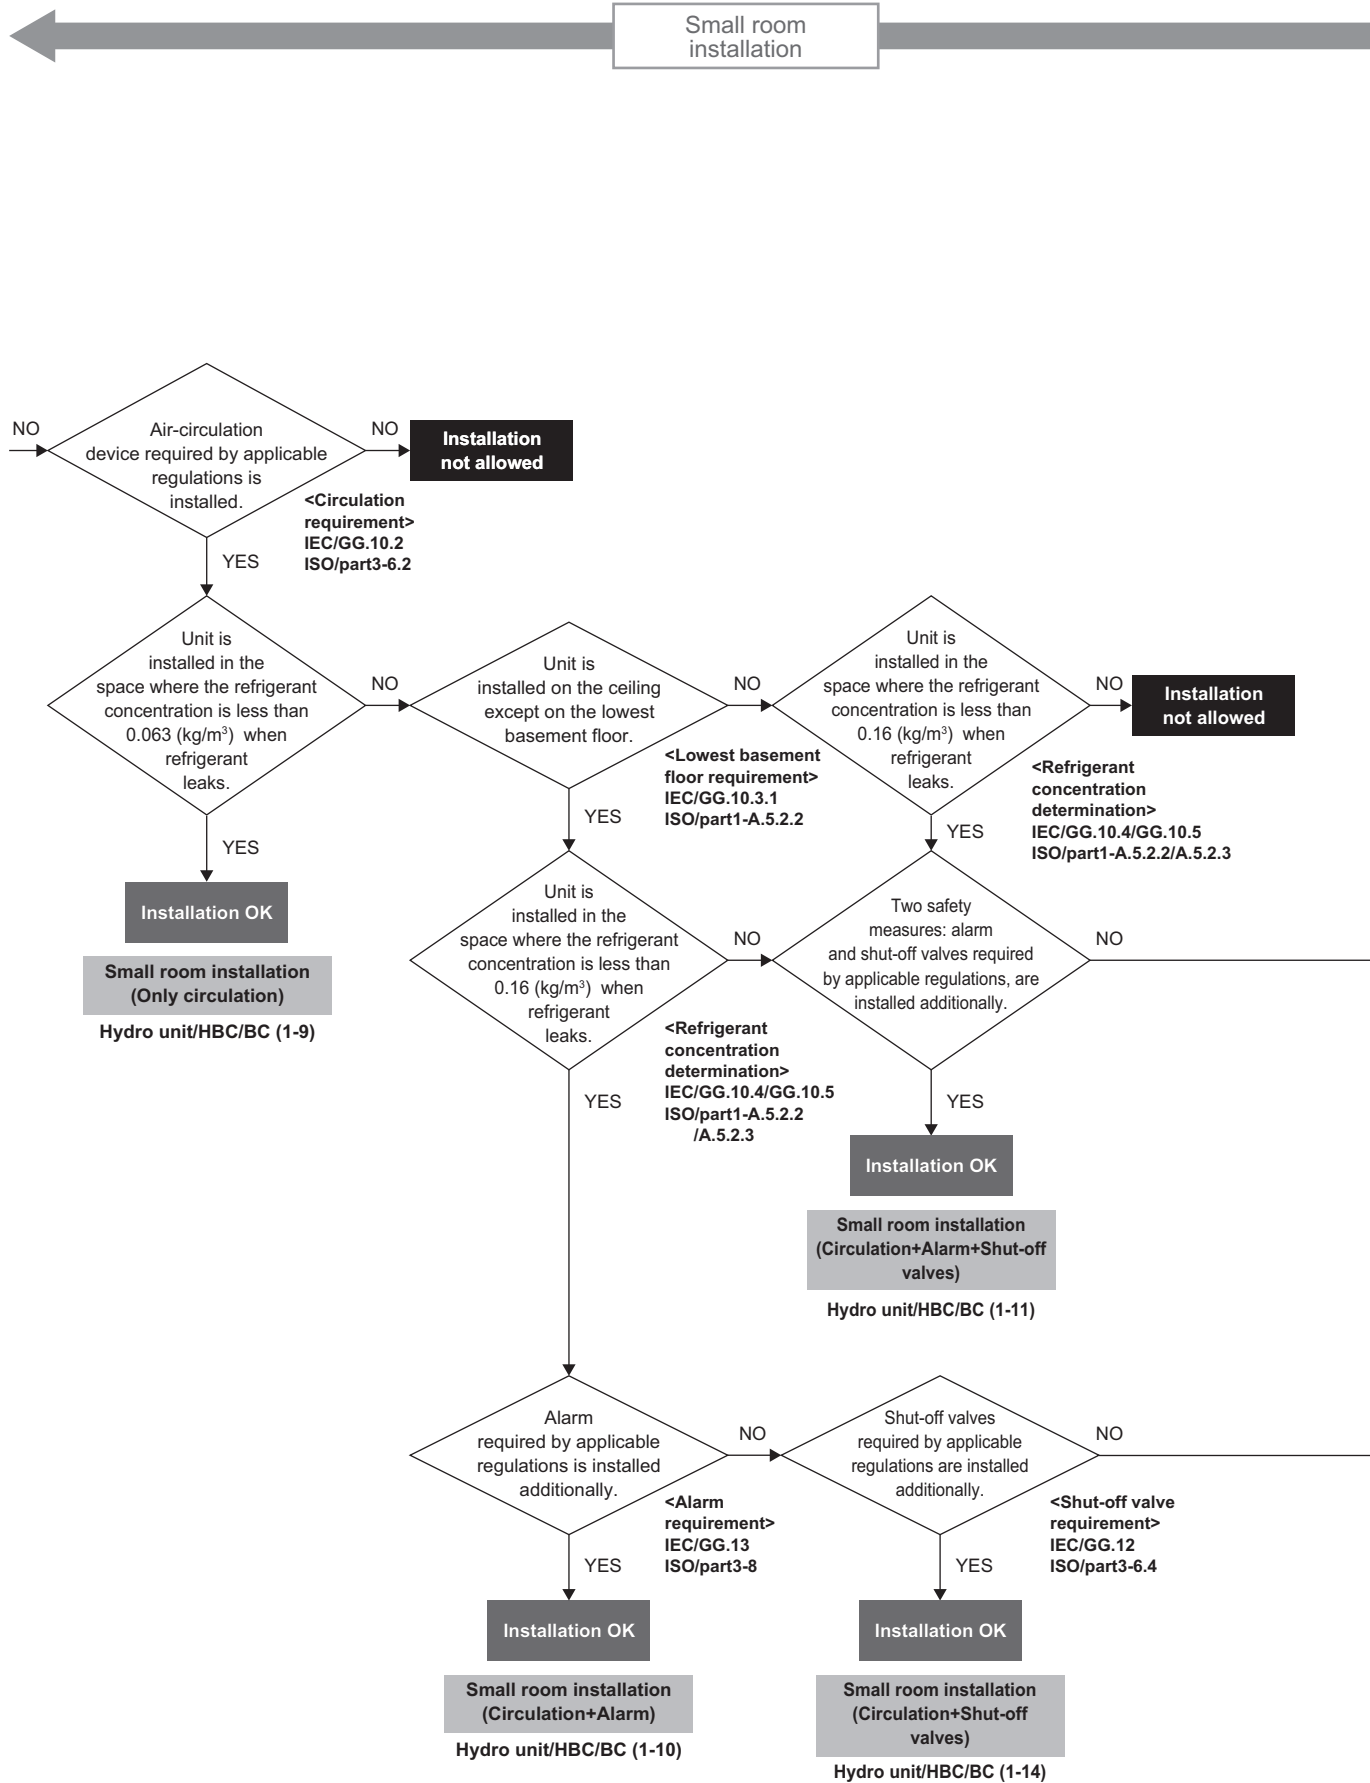 Small room
installation
NO
Air-circulation
device required by applicable
regulations is
installed.
NO
Installation
not allowed
<Circulation
requirement>
IEC/GG.10.2
ISO/part3-6.2
YES
Unit is
installed in the
space where the refrigerant
concentration is less than
0.063 (kg/m³) when
refrigerant
leaks.
NO
Unit is
installed on the ceiling
except on the lowest
basement floor.
NO
Unit is
installed in the
space where the refrigerant
concentration is less than
0.16 (kg/m³) when
refrigerant
leaks.
NO
Installation
not allowed
<Lowest basement
floor requirement>
IEC/GG.10.3.1
ISO/part1-A.5.2.2
<Refrigerant
concentration
determination>
IEC/GG.10.4/GG.10.5
ISO/part1-A.5.2.2/A.5.2.3
YES
YES
YES
Installation OK
Small room installation
(Only circulation)
Hydro unit/HBC/BC (1-9)
Unit is
installed in the
space where the refrigerant
concentration is less than
0.16 (kg/m³) when
refrigerant
leaks.
NO
Two safety
measures: alarm
and shut-off valves required
by applicable regulations, are
installed additionally.
NO
<Refrigerant
concentration
determination>
IEC/GG.10.4/GG.10.5
ISO/part1-A.5.2.2
/A.5.2.3
YES
YES
Installation OK
Small room installation
(Circulation+Alarm+Shut-off
valves)
Hydro unit/HBC/BC (1-11)
Alarm
required by applicable
regulations is installed
additionally.
NO
Shut-off valves
required by applicable
regulations are installed
additionally.
NO
<Alarm
requirement>
IEC/GG.13
ISO/part3-8
<Shut-off valve
requirement>
IEC/GG.12
ISO/part3-6.4
YES
YES
Installation OK
Installation OK
Small room installation
(Circulation+Alarm)
Hydro unit/HBC/BC (1-10)
Small room installation
(Circulation+Shut-off
valves)
Hydro unit/HBC/BC (1-14)